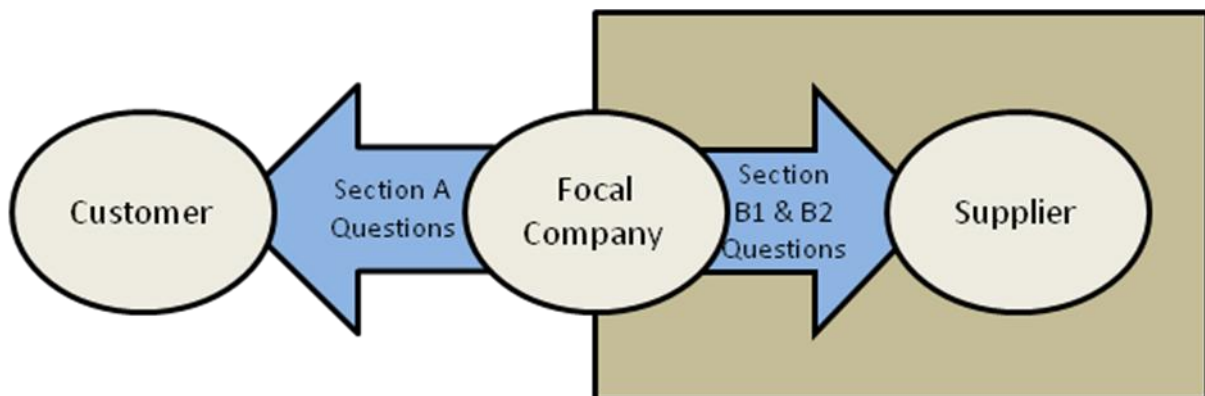 Customer
Section A
Questions
Focal
Company
Section
B1 & B2
Questions
Supplier